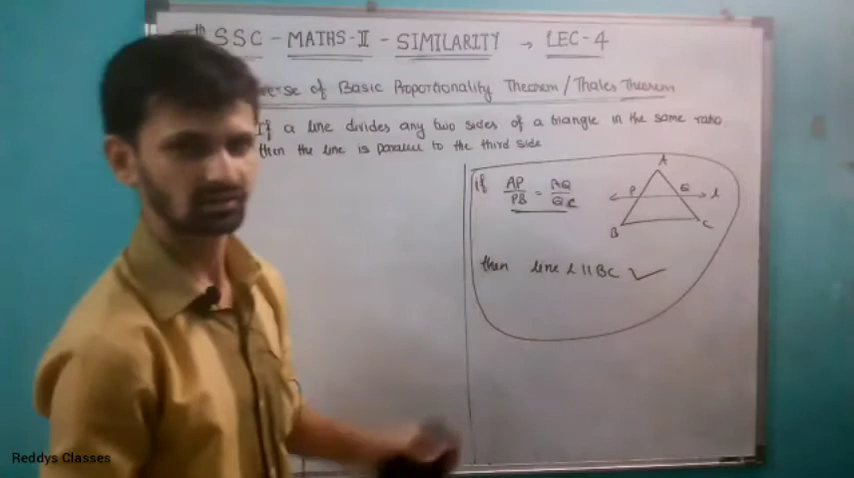 SSC - MATHS-II - SIMILARITY → LEC-4
of Basic Proportionality Theorem / Thales Theorem
If a line divides any two sides of a triangle in the same ratio
then the line is parallel to the third side
if AP/PB = AQ/QC
A
P Q l
B C
then line l || BC ✓
Reddys Classes